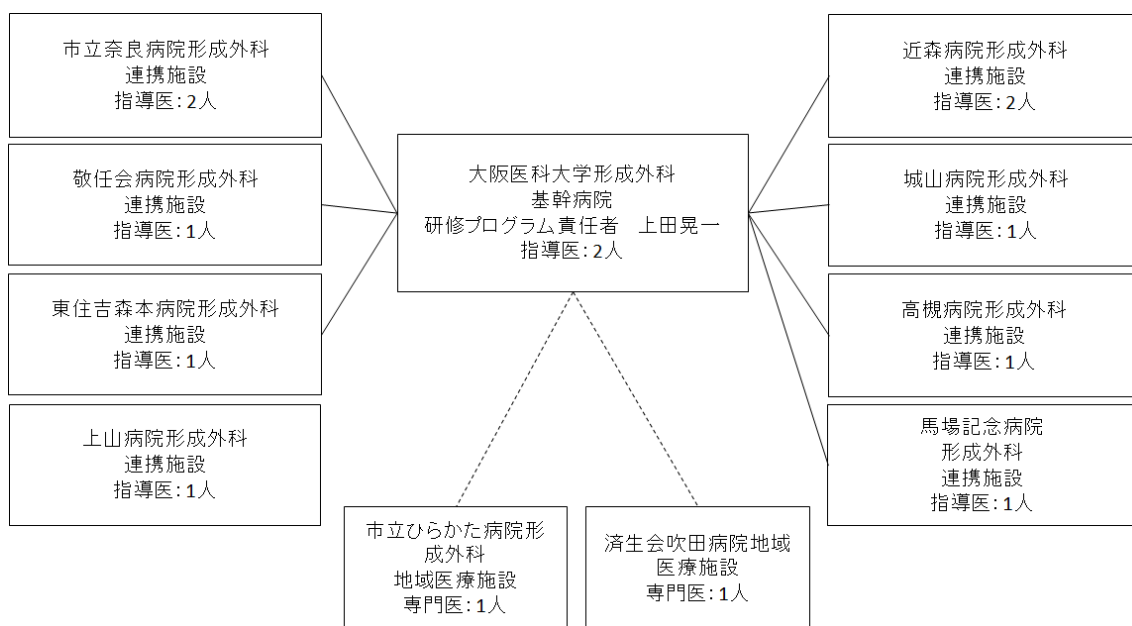 市立奈良病院形成外科
連携施設
指導医：2人
敬任会病院形成外科
連携施設
指導医：1人
東住吉森本病院形成外科
連携施設
指導医：1人
上山病院形成外科
連携施設
指導医：1人
大阪医科大学形成外科
基幹病院
研修プログラム責任者　上田晃一
指導医：2人
近森病院形成外科
連携施設
指導医：2人
城山病院形成外科
連携施設
指導医：1人
高槻病院形成外科
連携施設
指導医：1人
馬場記念病院
形成外科
連携施設
指導医：1人
市立ひらかた病院形
成外科
地域医療施設
専門医：1人
済生会吹田病院地域
医療施設
専門医：1人